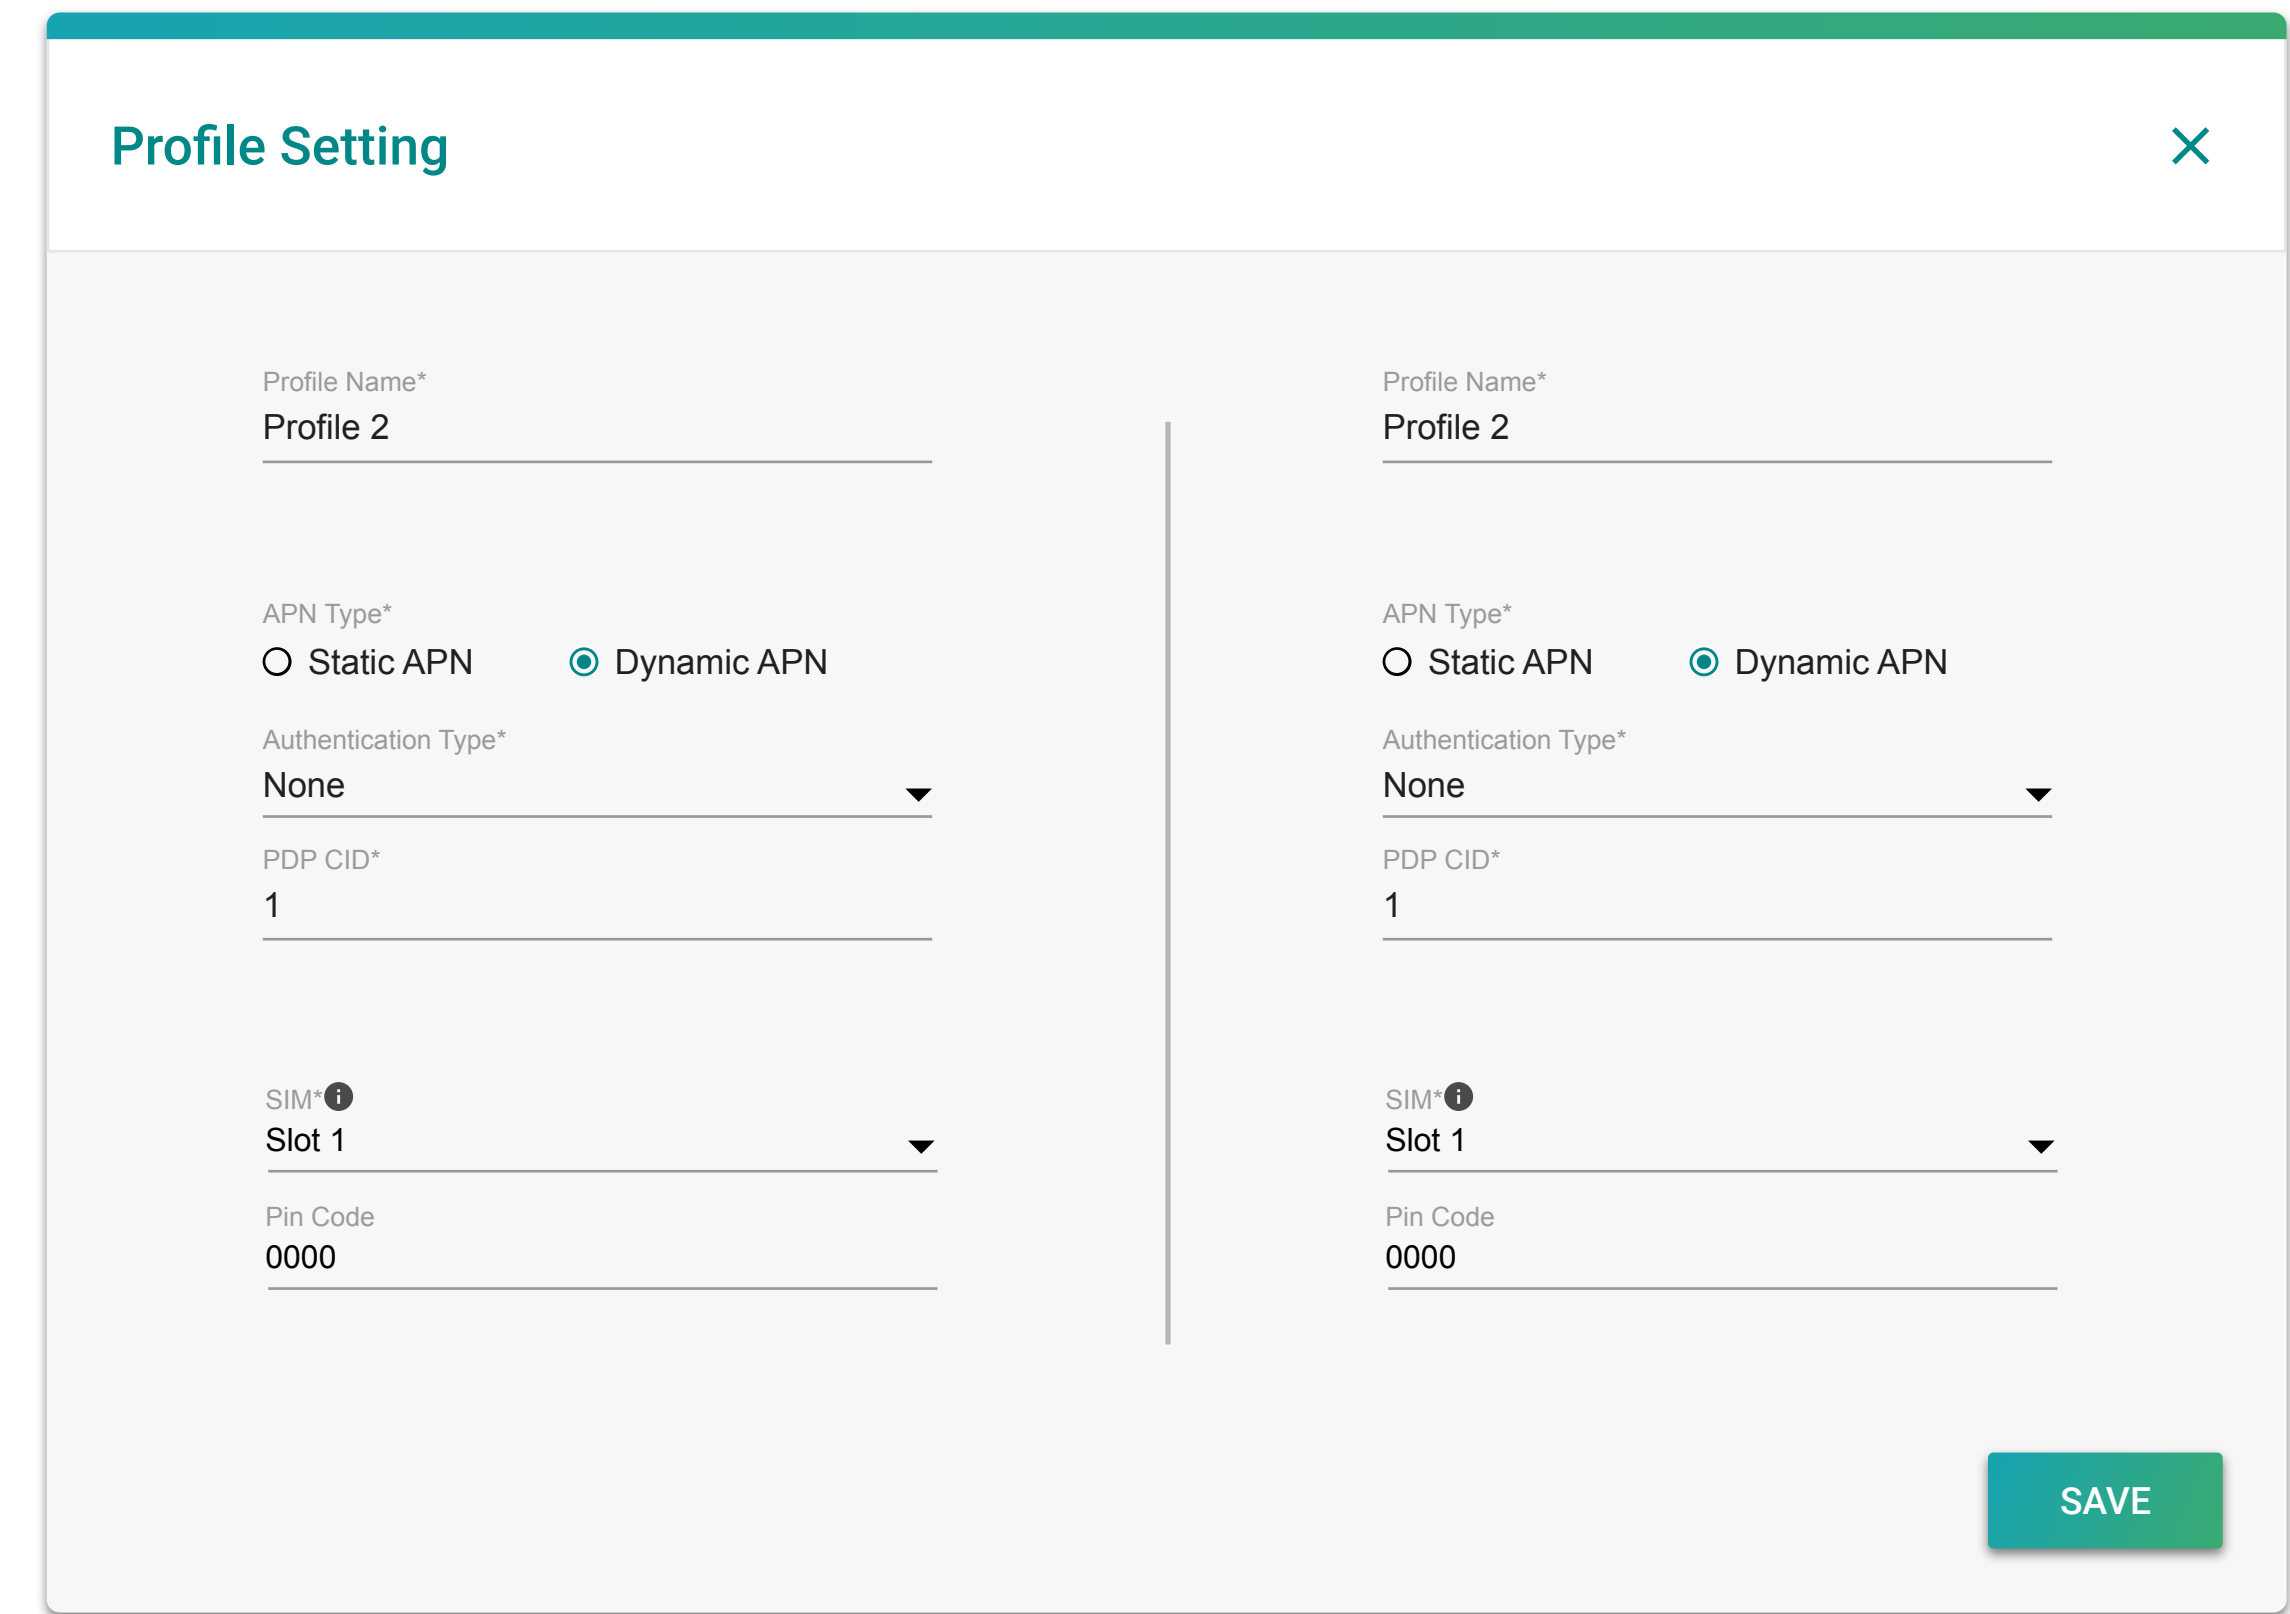 Profile Setting
Profile Name*
Profile 2
APN Type*
Static APN
Dynamic APN
Authentication Type*
None
PDP CID*
1
SIM*
Slot 1
Pin Code
0000
Profile Name*
Profile 2
APN Type*
Static APN
Dynamic APN
Authentication Type*
None
PDP CID*
1
SIM*
Slot 1
Pin Code
0000
SAVE